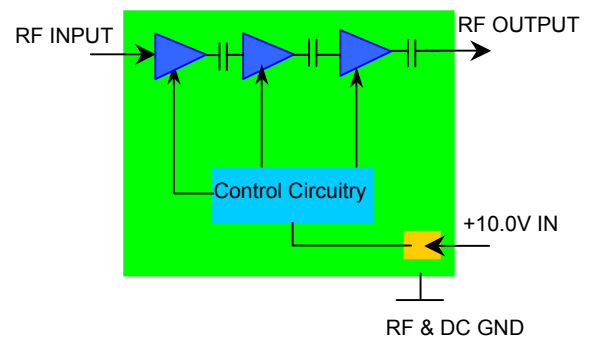 RF INPUT
RF OUTPUT
Control Circuitry
+10.0V IN
RF & DC GND